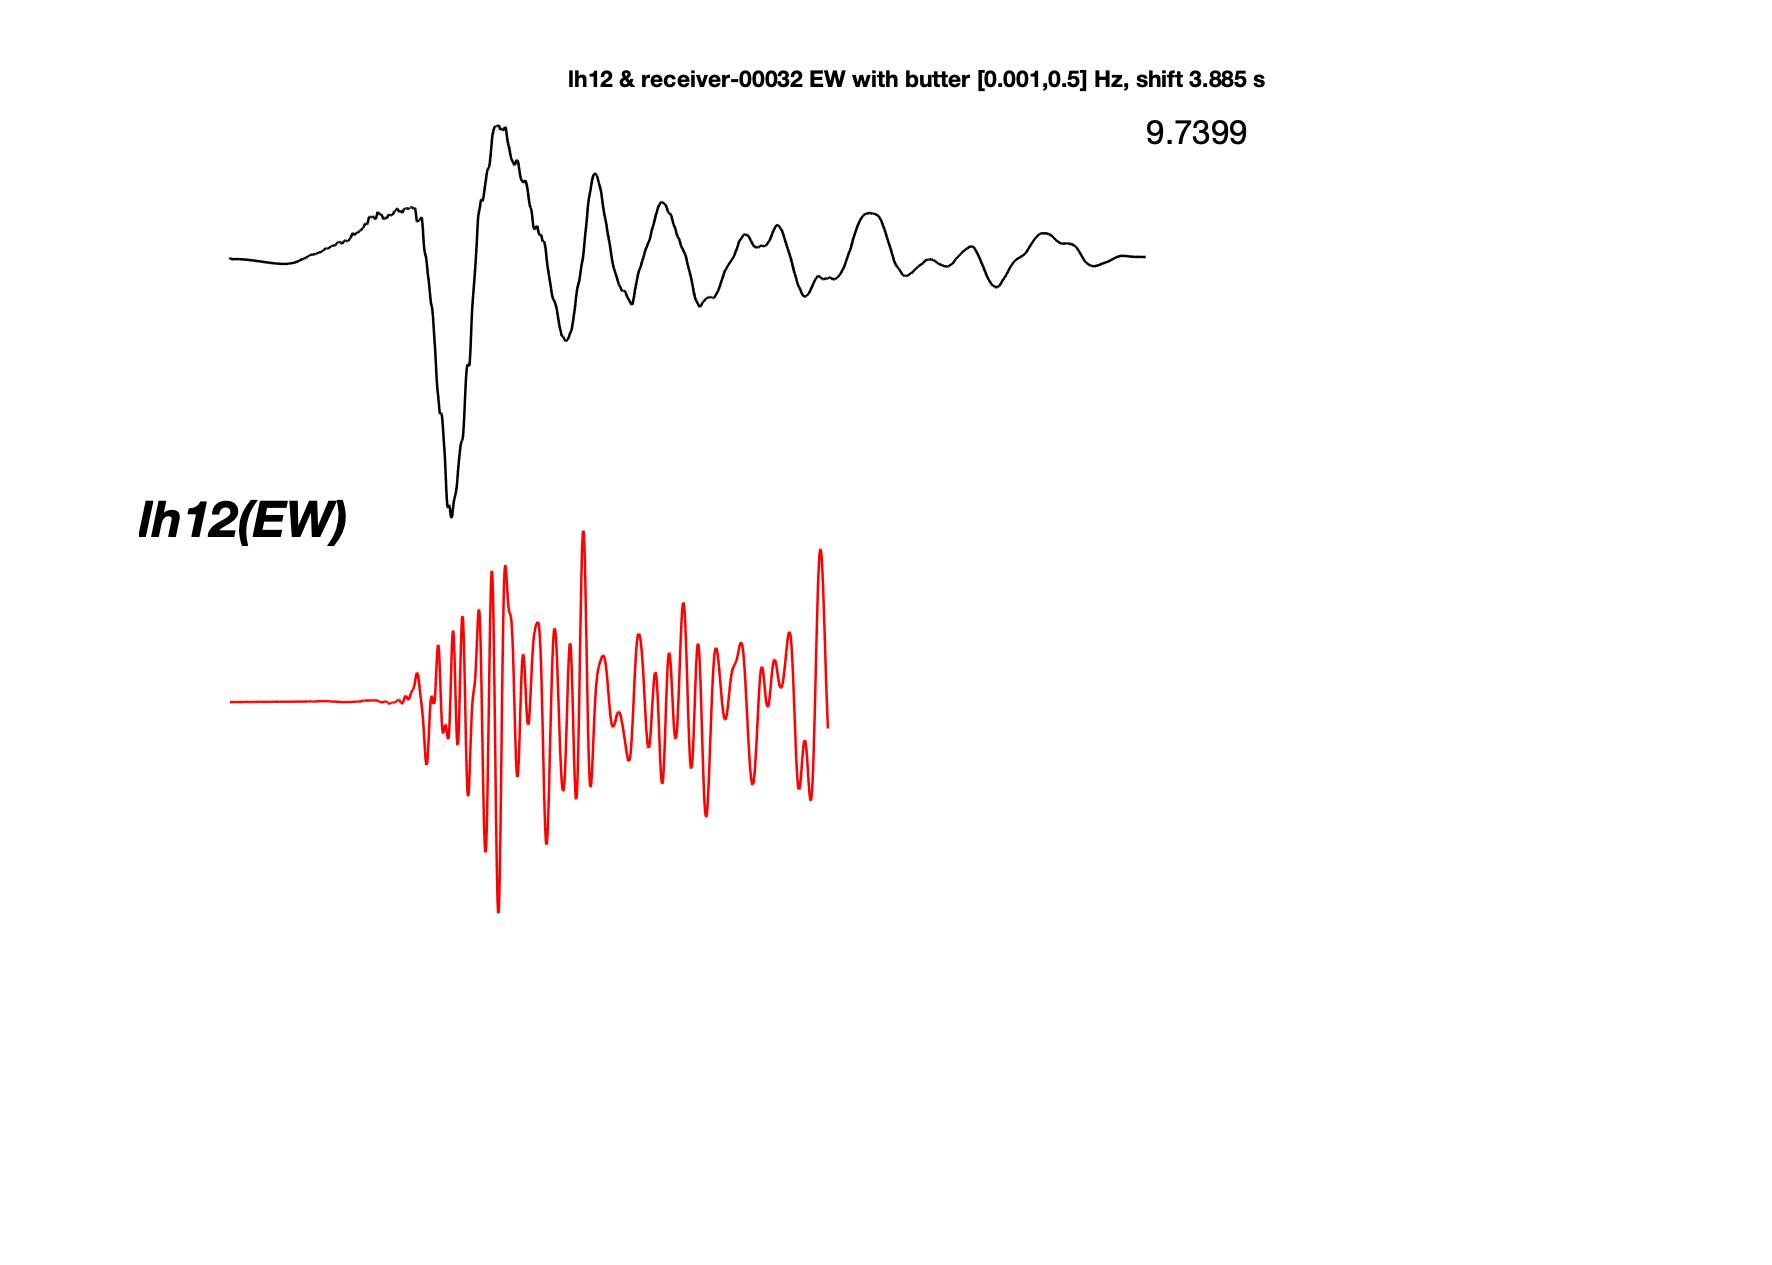 lh12 & receiver-00032 EW with butter [0.001,0.5] Hz, shift 3.885 s
9.7399
lh12(EW)